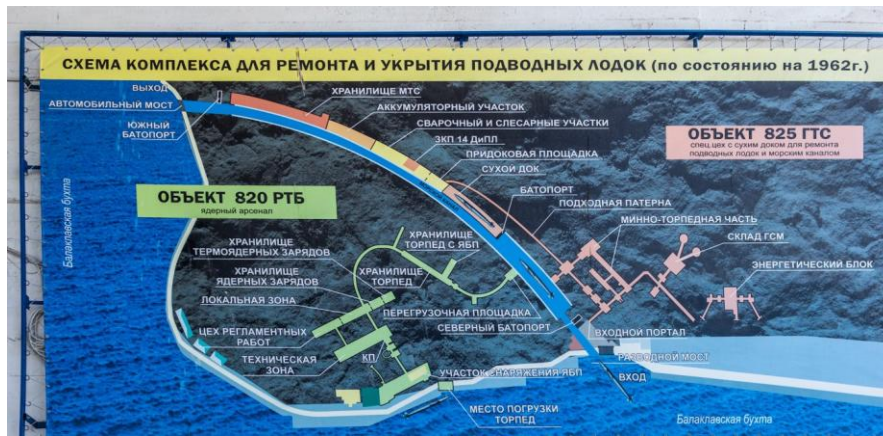 СХЕМА КОМПЛЕКСА ДЛЯ РЕМОНТА И УКРЫТИЯ ПОДВОДНЫХ ЛОДОК (по состоянию на 1962г.)
ВЫХОД
АВТОМОБИЛЬНЫЙ МОСТ
ЮЖНЫЙ
БАТОПОРТ
ХРАНИЛИЩЕ МТС
АККУМУЛЯТОРНЫЙ УЧАСТОК
СВАРОЧНЫЙ И СЛЕСАРНЫЕ УЧАСТКИ
ЗКП 14 ДиПЛ
ПРИДОКОВАЯ ПЛОЩАДКА
СУХОЙ ДОК
БАТОПОРТ
ПОДХОДНАЯ ПАТЕРНА
ОБЪЕКТ 825 ГТС
спец цех с сухим доком для ремонта
подводных лодок и морским каналом
МИННО-ТОРПЕДНАЯ ЧАСТЬ
СКЛАД ГСМ
ЭНЕРГЕТИЧЕСКИЙ БЛОК
ОБЪЕКТ 820 РТБ
ядерный арсенал
Балаклавская бухта
ХРАНИЛИЩЕ
ТОРПЕД С ЯБП
ХРАНИЛИЩЕ
ТЕРМОЯДЕРНЫХ ЗАРЯДОВ
ХРАНИЛИЩЕ
ЯДЕРНЫХ ЗАРЯДОВ
ХРАНИЛИЩЕ
ТОРПЕД
ЛОКАЛЬНАЯ ЗОНА
ПЕРЕГРУЗОЧНАЯ ПЛОЩАДКА
СЕВЕРНЫЙ БАТОПОРТ
ЦЕХ РЕГЛАМЕНТНЫХ
РАБОТ
ТЕХНИЧЕСКАЯ
ЗОНА
КП
УЧАСТОК СНАРЯЖЕНИЯ ЯБП
МЕСТО ПОГРУЗКИ
ТОРПЕД
ВХОДНОЙ ПОРТАЛ
РАЗВОДНОЙ МОСТ
ВХОД
Балаклавская бухта